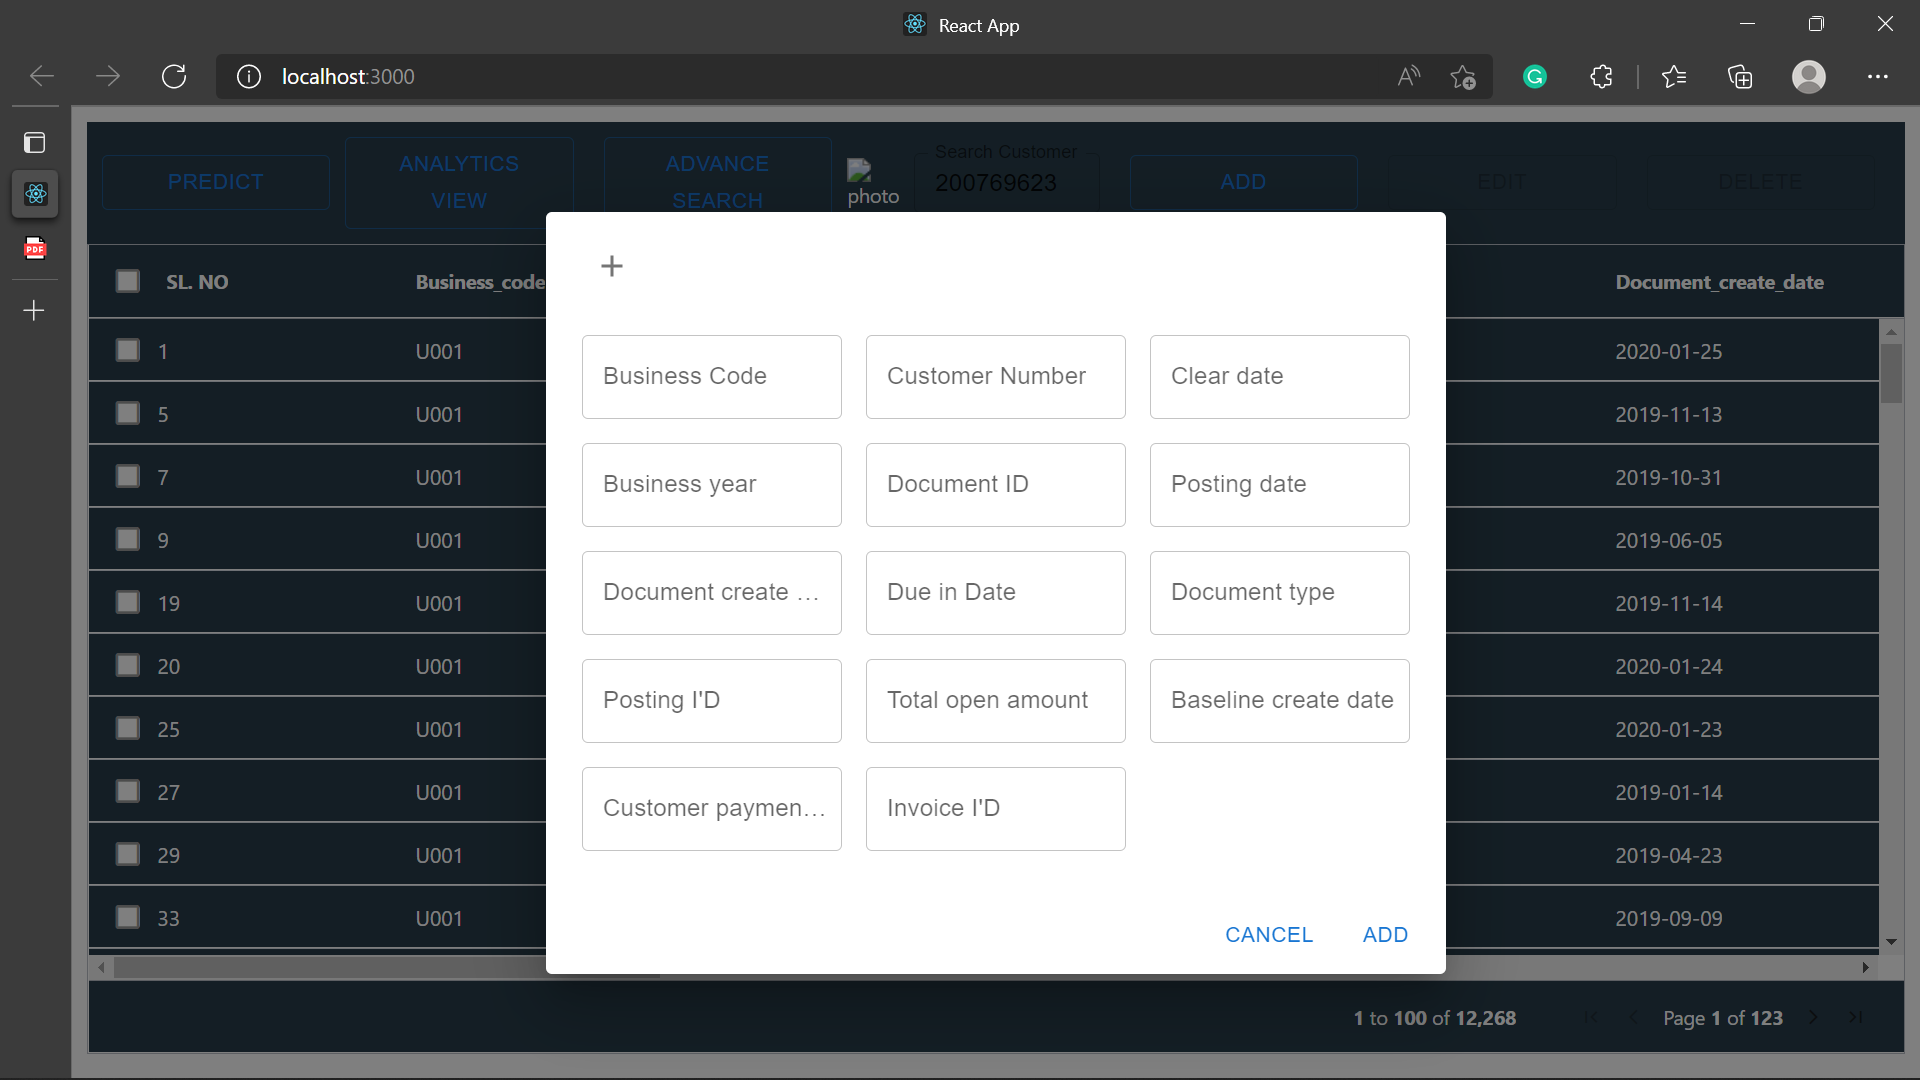 React App
localhost:3000
PREDICT
ANALYTICS
VIEW
ADVANCE
SEARCH
photo
Search Customer
200769623
ADD
EDIT
DELETE
PDF
SL. NO
Business_code
Document_create_date
1
U001
2020-01-25
5
U001
2019-11-13
7
U001
2019-10-31
9
U001
2019-06-05
19
U001
2019-11-14
20
U001
2020-01-24
25
U001
2020-01-23
27
U001
2019-01-14
29
U001
2019-04-23
33
U001
2019-09-09
Business Code
Customer Number
Clear date
Business year
Document ID
Posting date
Document create ...
Due in Date
Document type
Posting I'D
Total open amount
Baseline create date
Customer paymen...
Invoice I'D
CANCEL
ADD
1 to 100 of 12,268
Page 1 of 123